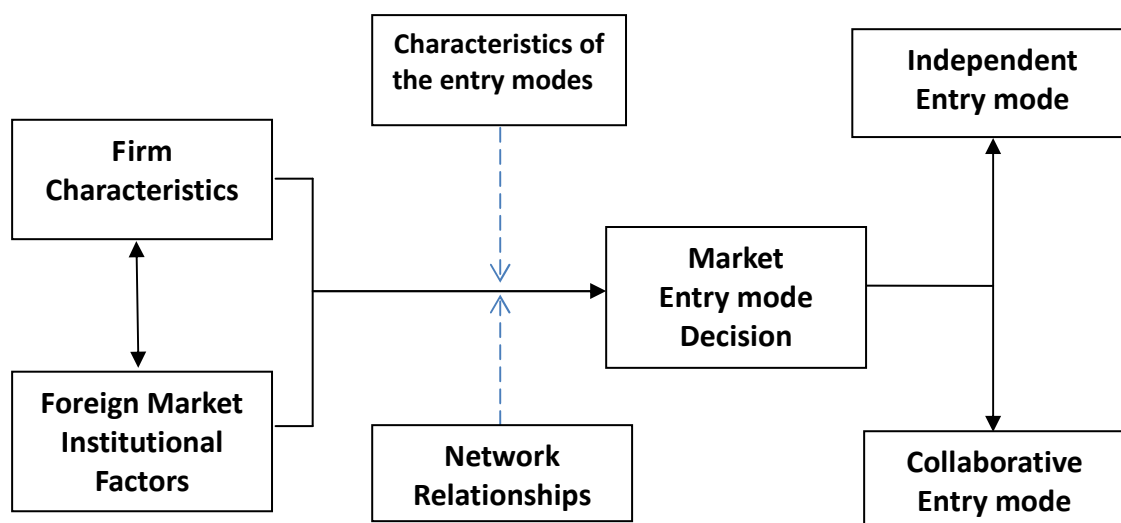 Characteristics of
the entry modes
Independent
Entry mode
Firm
Characteristics
Market
Entry mode
Decision
Foreign Market
Institutional
Factors
Network
Relationships
Collaborative
Entry mode